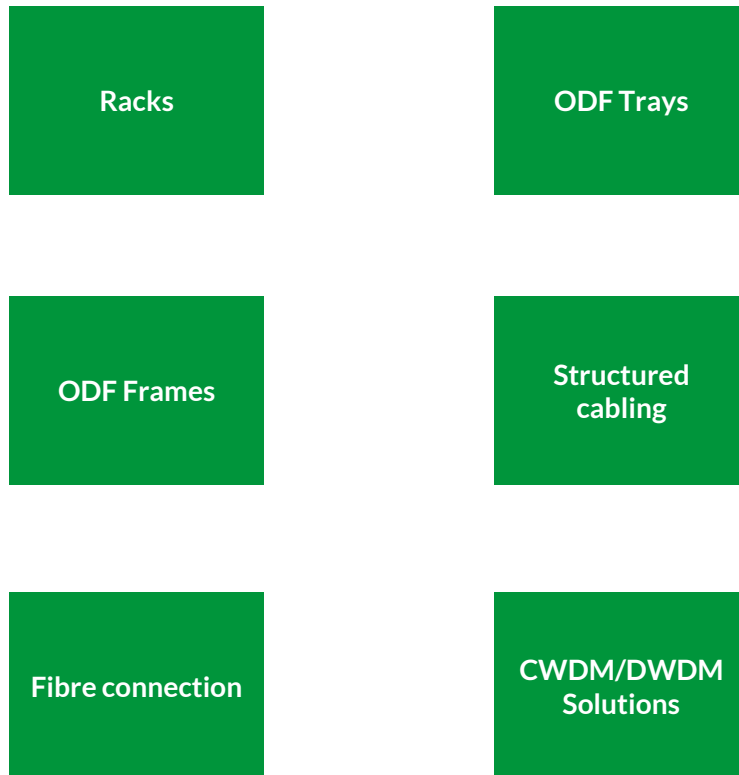 Racks
ODF Trays
ODF Frames
Structured
cabling
Fibre connection
CWDM/DWDM
Solutions